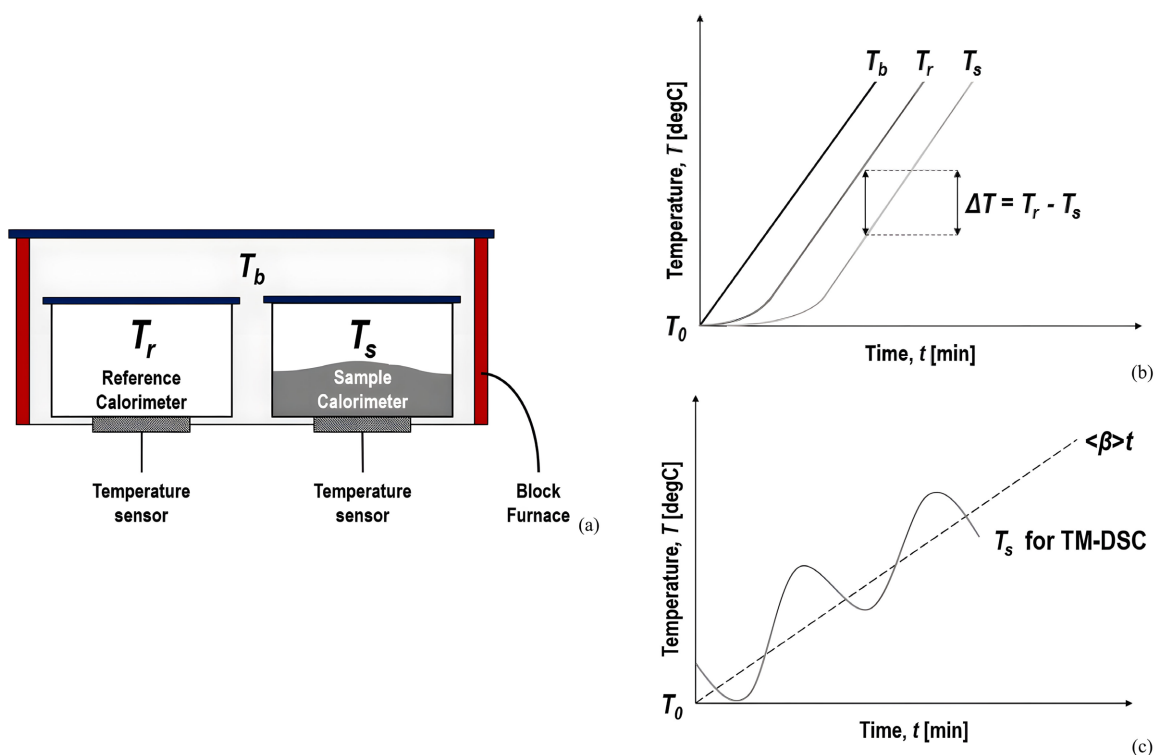 T_b
T_r
Reference
Calorimeter
T_s
Sample
Calorimeter
Temperature
sensor
Temperature
sensor
Block
Furnace
(a)
Temperature, T [degC]
T_b
T_r
T_s
ΔT = T_r - T_s
T_0
Time, t [min]
(b)
Temperature, T [degC]
<β>t
T_s for TM-DSC
T_0
Time, t [min]
(c)